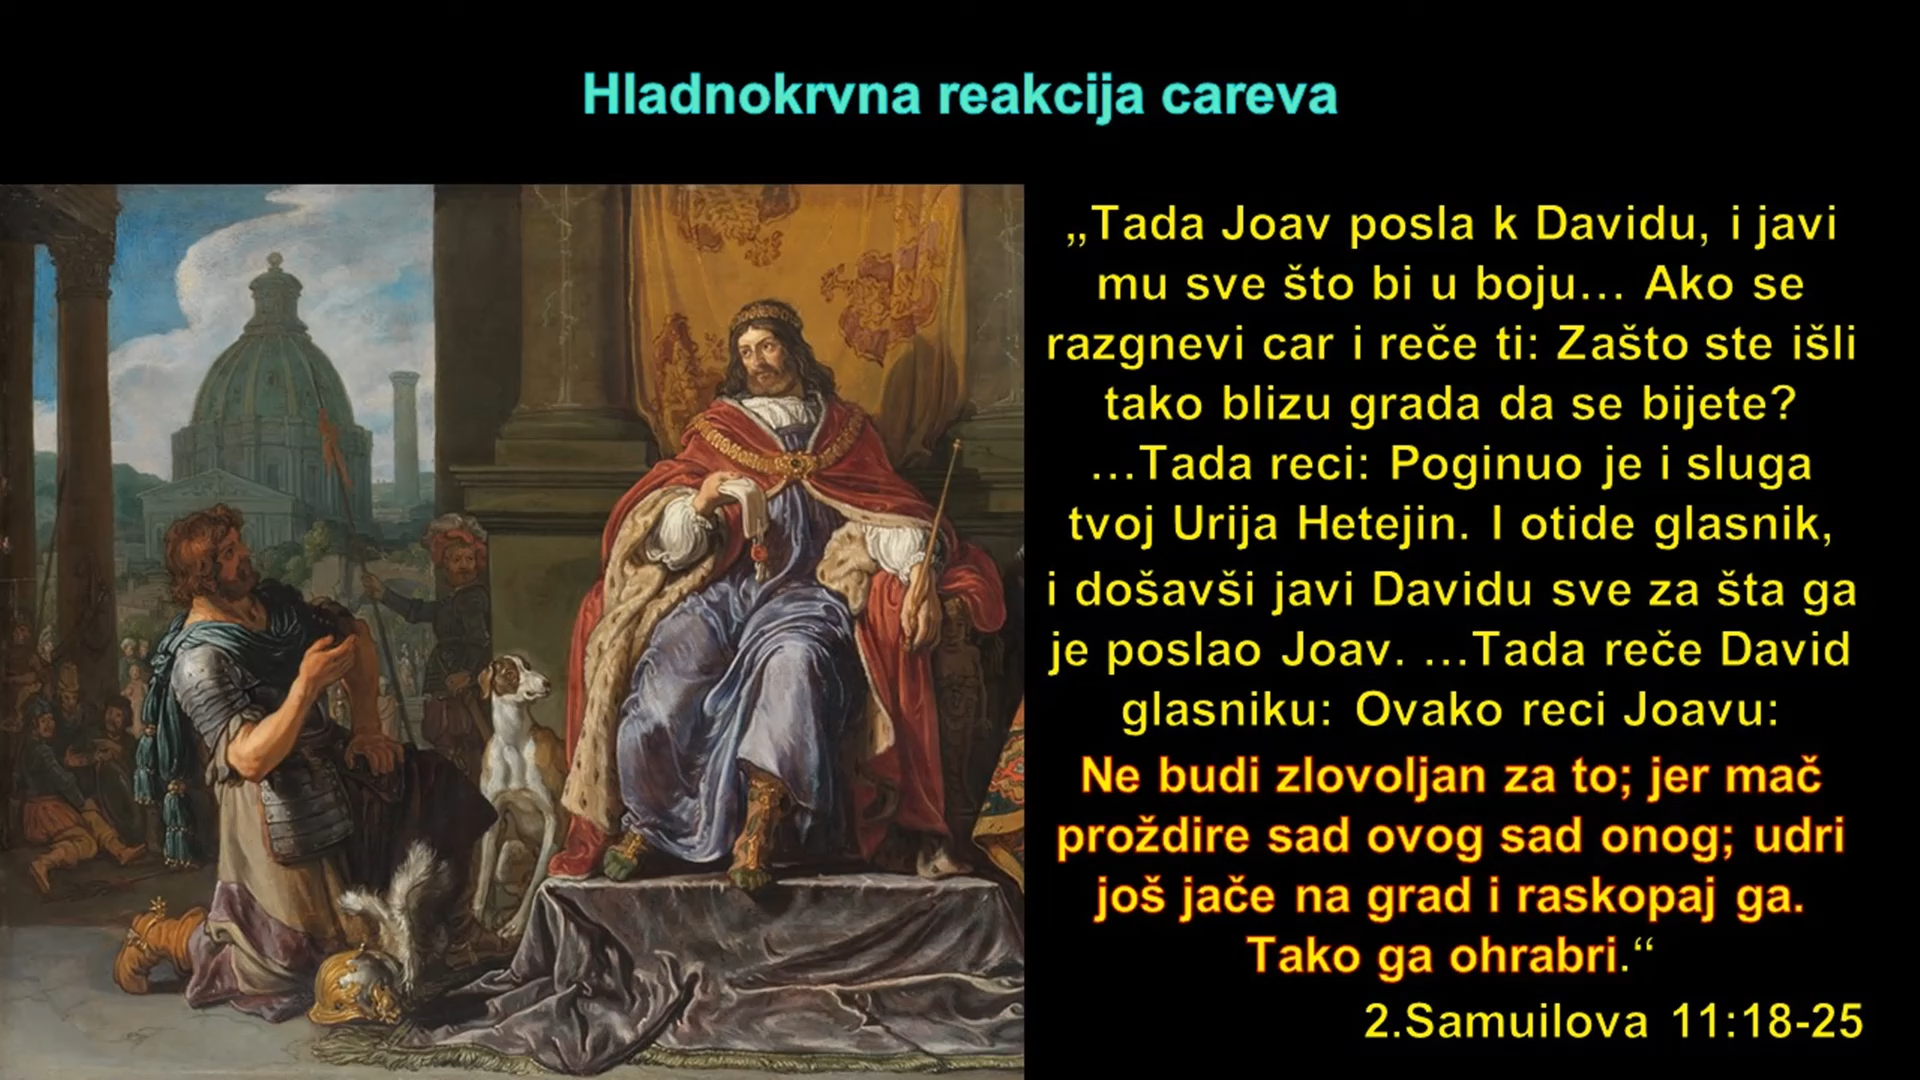 Hladnokrvna reakcija careva
„Tada Joav posla k Davidu, i javi
mu sve što bi u boju... Ako se
razgnevi car i reče ti: Zašto ste išli
tako blizu grada da se bijete?
...Tada reci: Poginuo je i sluga
tvoj Urija Hetejin. I otide glasnik,
i došavši javi Davidu sve za šta ga
je poslao Joav. ...Tada reče David
glasniku: Ovako reci Joavu:
Ne budi zlovoljan za to; jer mač
proždire sad ovog sad onog; udri
još jače na grad i raskopaj ga.
Tako ga ohrabri.“
2.Samuilova 11:18-25